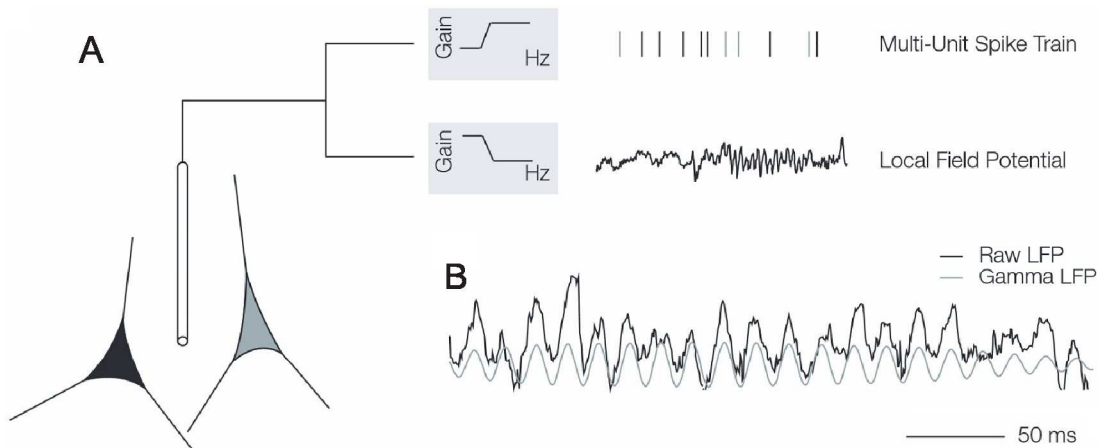 A
Gain
Hz
Multi-Unit Spike Train
Gain
Hz
Local Field Potential
B
Raw LFP
Gamma LFP
50 ms